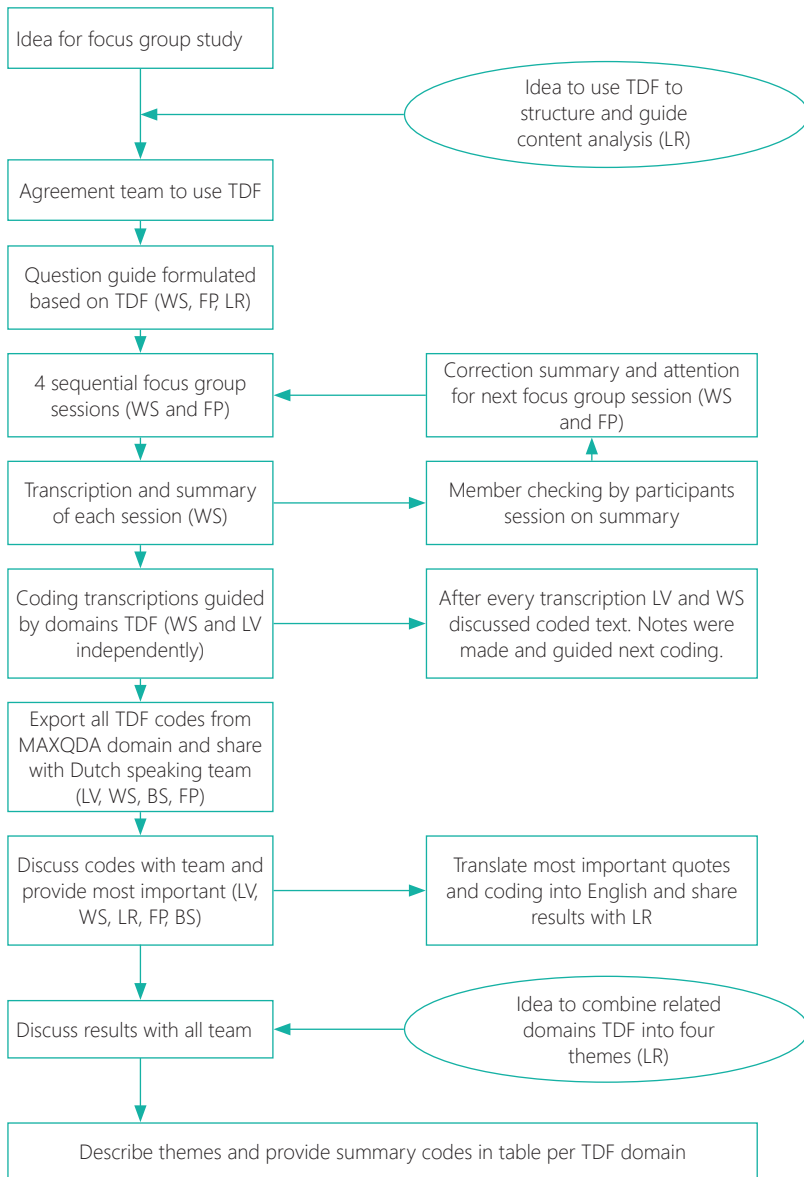 Idea for focus group study
Idea to use TDF to
structure and guide
content analysis (LR)
Agreement team to use TDF
Question guide formulated
based on TDF (WS, FP, LR)
4 sequential focus group
sessions (WS and FP)
Correction summary and attention
for next focus group session (WS
and FP)
Transcription and summary
of each session (WS)
Member checking by participants
session on summary
Coding transcriptions guided
by domains TDF (WS and LV
independently)
After every transcription LV and WS
discussed coded text. Notes were
made and guided next coding.
Export all TDF codes from
MAXQDA domain and share
with Dutch speaking team
(LV, WS, BS, FP)
Discuss codes with team and
provide most important (LV,
WS, LR, FP, BS)
Translate most important quotes
and coding into English and share
results with LR
Discuss results with all team
Idea to combine related
domains TDF into four
themes (LR)
Describe themes and provide summary codes in table per TDF domain